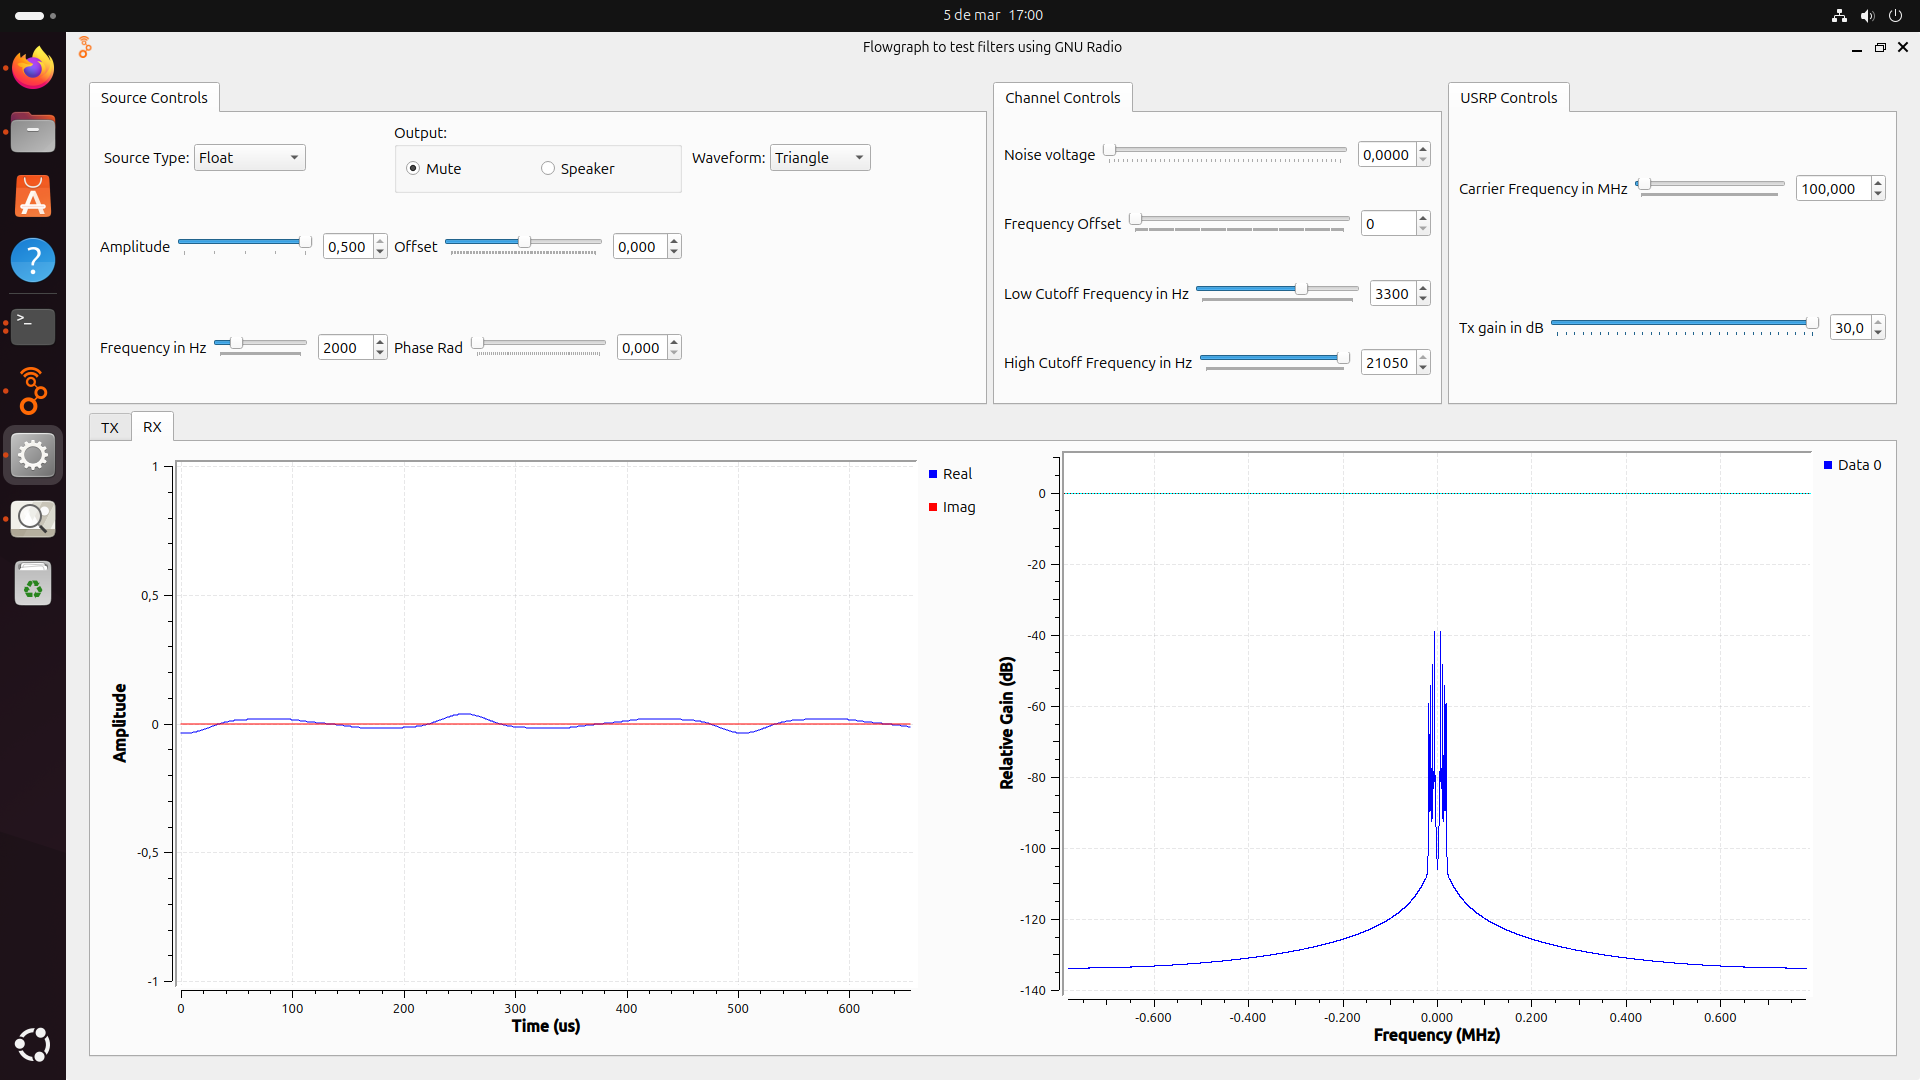 5 de mar 17:00
Flowgraph to test filters using GNU Radio
Source Controls
Source Type: Float
Output:
Mute
Speaker
Waveform: Triangle
Amplitude 0,500
Offset 0,000
Frequency in Hz 2000
Phase Rad 0,000
Channel Controls
Noise voltage 0,0000
Frequency Offset 0
Low Cutoff Frequency in Hz 3300
High Cutoff Frequency in Hz 21050
USRP Controls
Carrier Frequency in MHz 100,000
Tx gain in dB 30,0
TX RX
1
0,5
0
-0,5
-1
Amplitude
0 100 200 300 400 500 600
Time (us)
Real
Imag
0
-20
-40
-60
-80
-100
-120
-140
Relative Gain (dB)
-0.600 -0.400 -0.200 0.000 0.200 0.400 0.600
Frequency (MHz)
Data 0